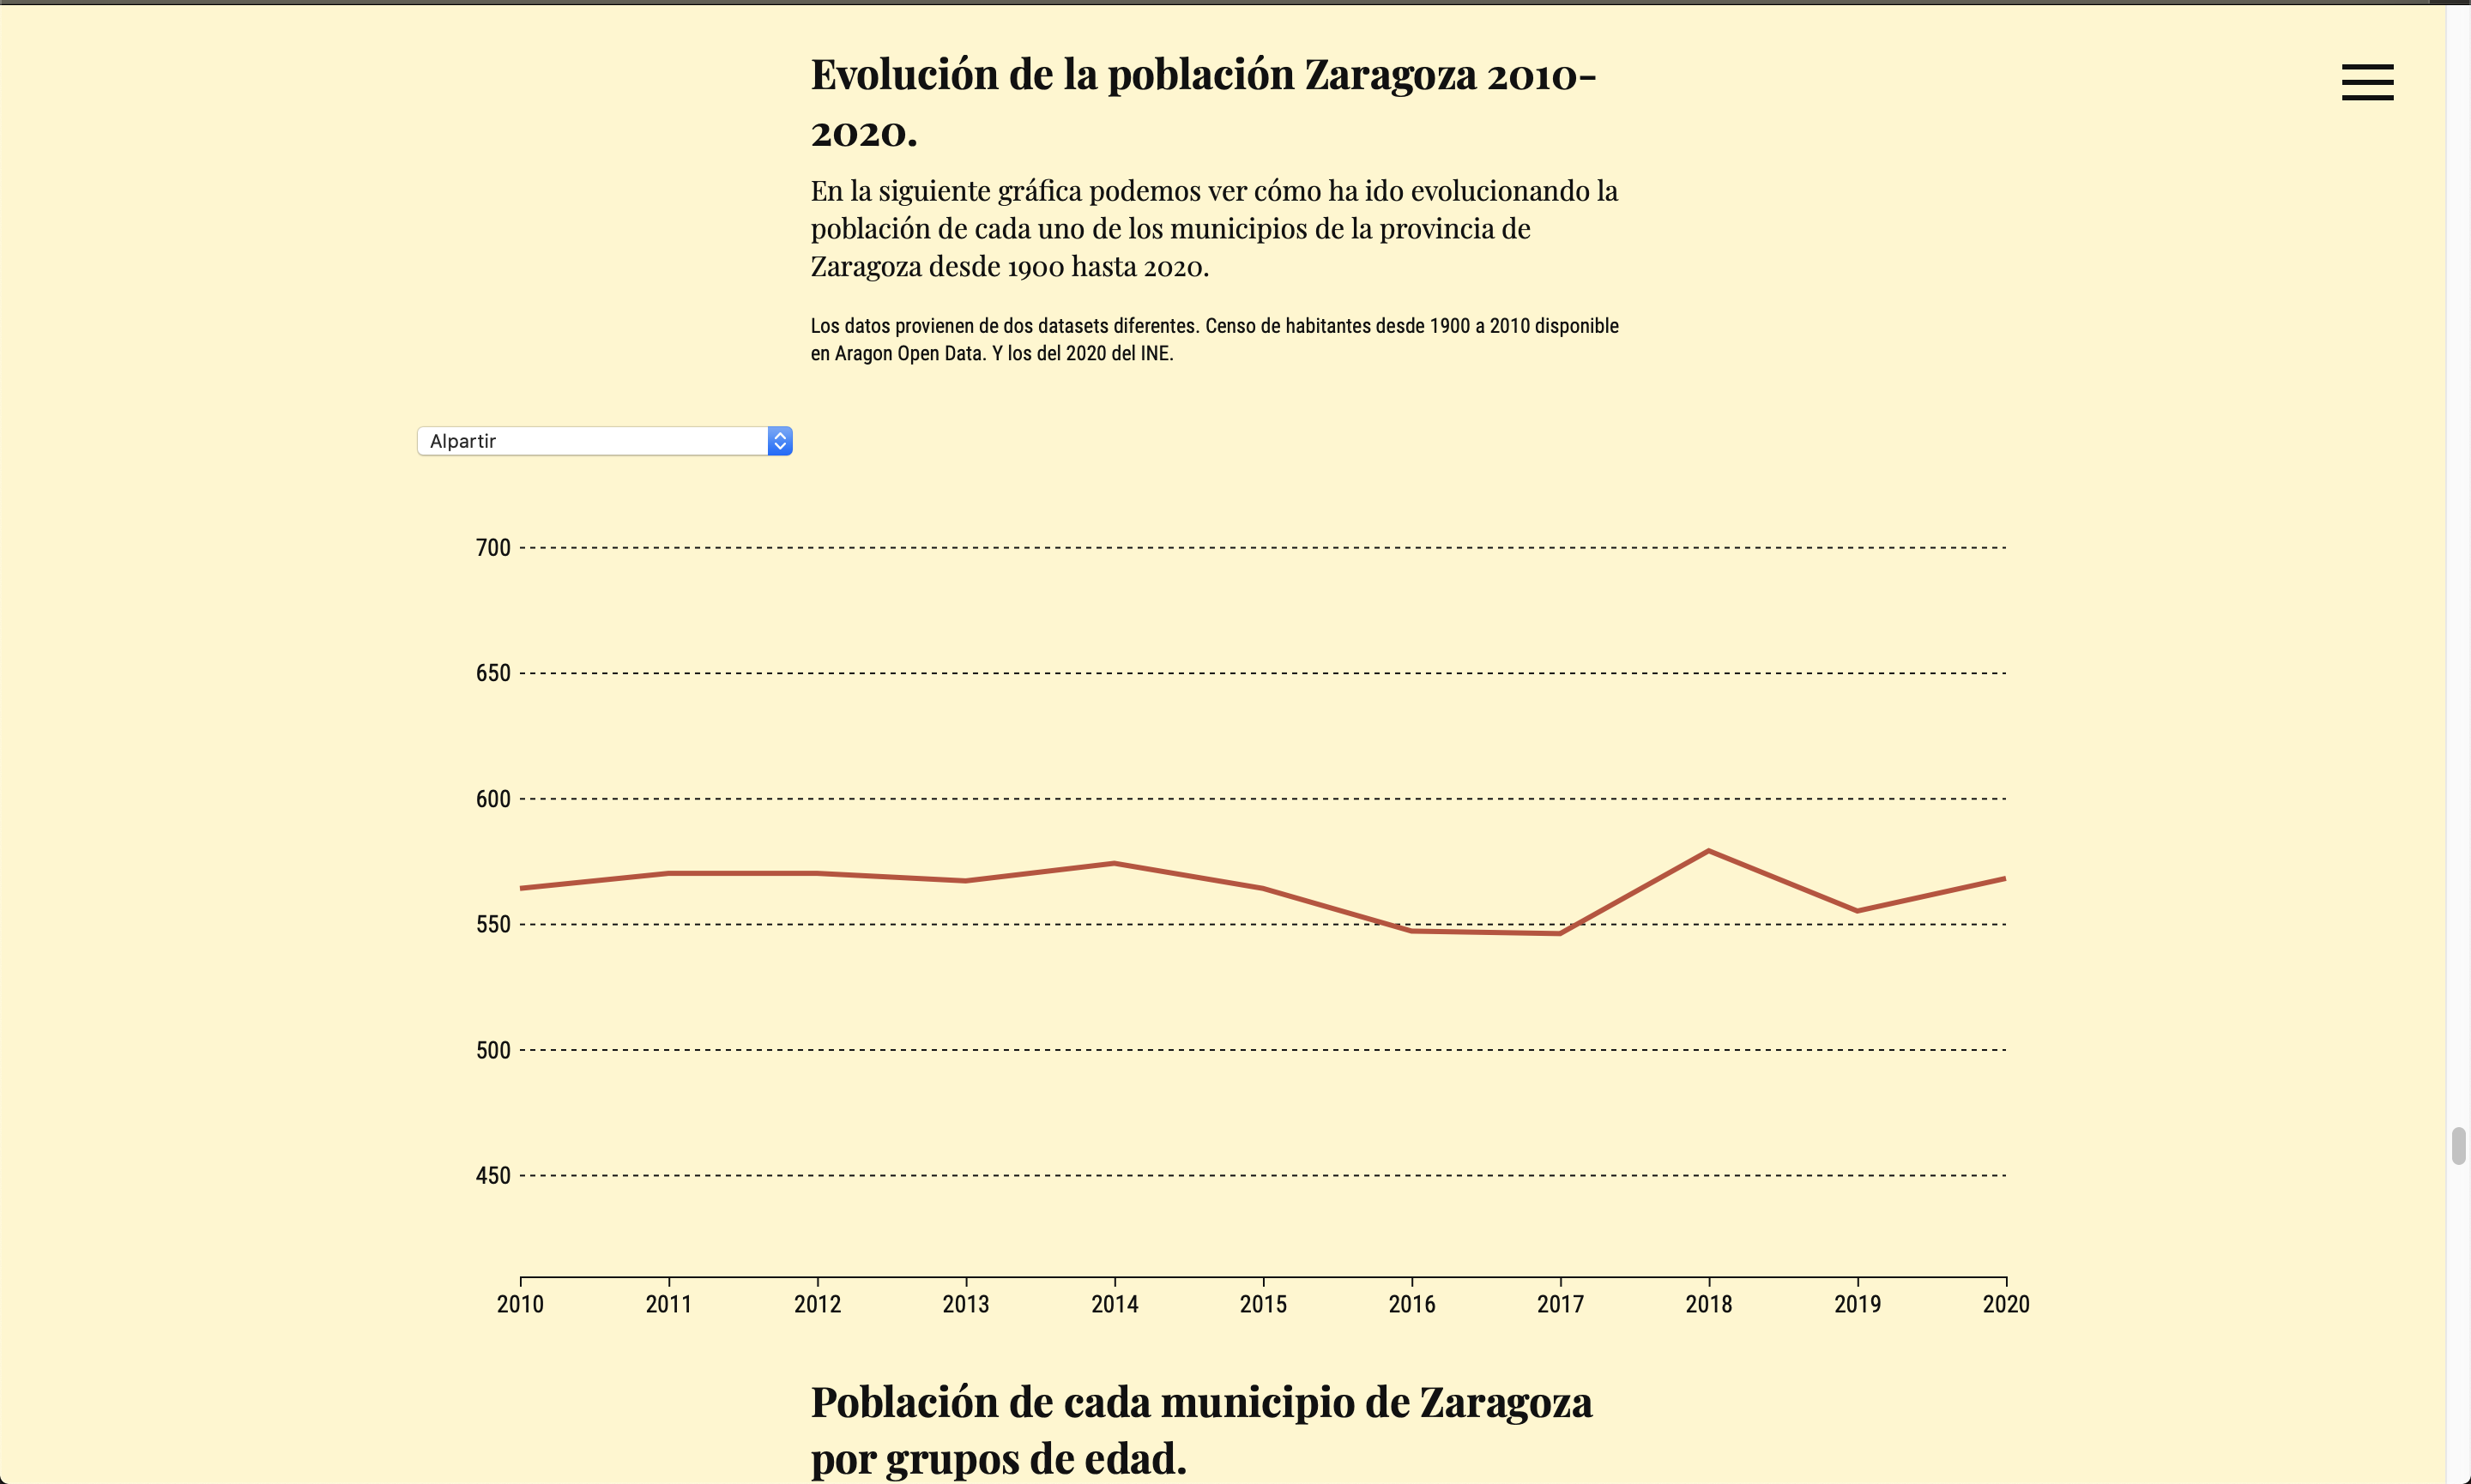 Evolución de la población Zaragoza 2010-
2020.
En la siguiente gráfica podemos ver cómo ha ido evolucionando la
población de cada uno de los municipios de la provincia de
Zaragoza desde 1900 hasta 2020.
Los datos provienen de dos datasets diferentes. Censo de habitantes desde 1900 a 2010 disponible
en Aragon Open Data. Y los del 2020 del INE.
Alpartir
700
650
600
550
500
450
2010 2011 2012 2013 2014 2015 2016 2017 2018 2019 2020
Población de cada municipio de Zaragoza
por grupos de edad.